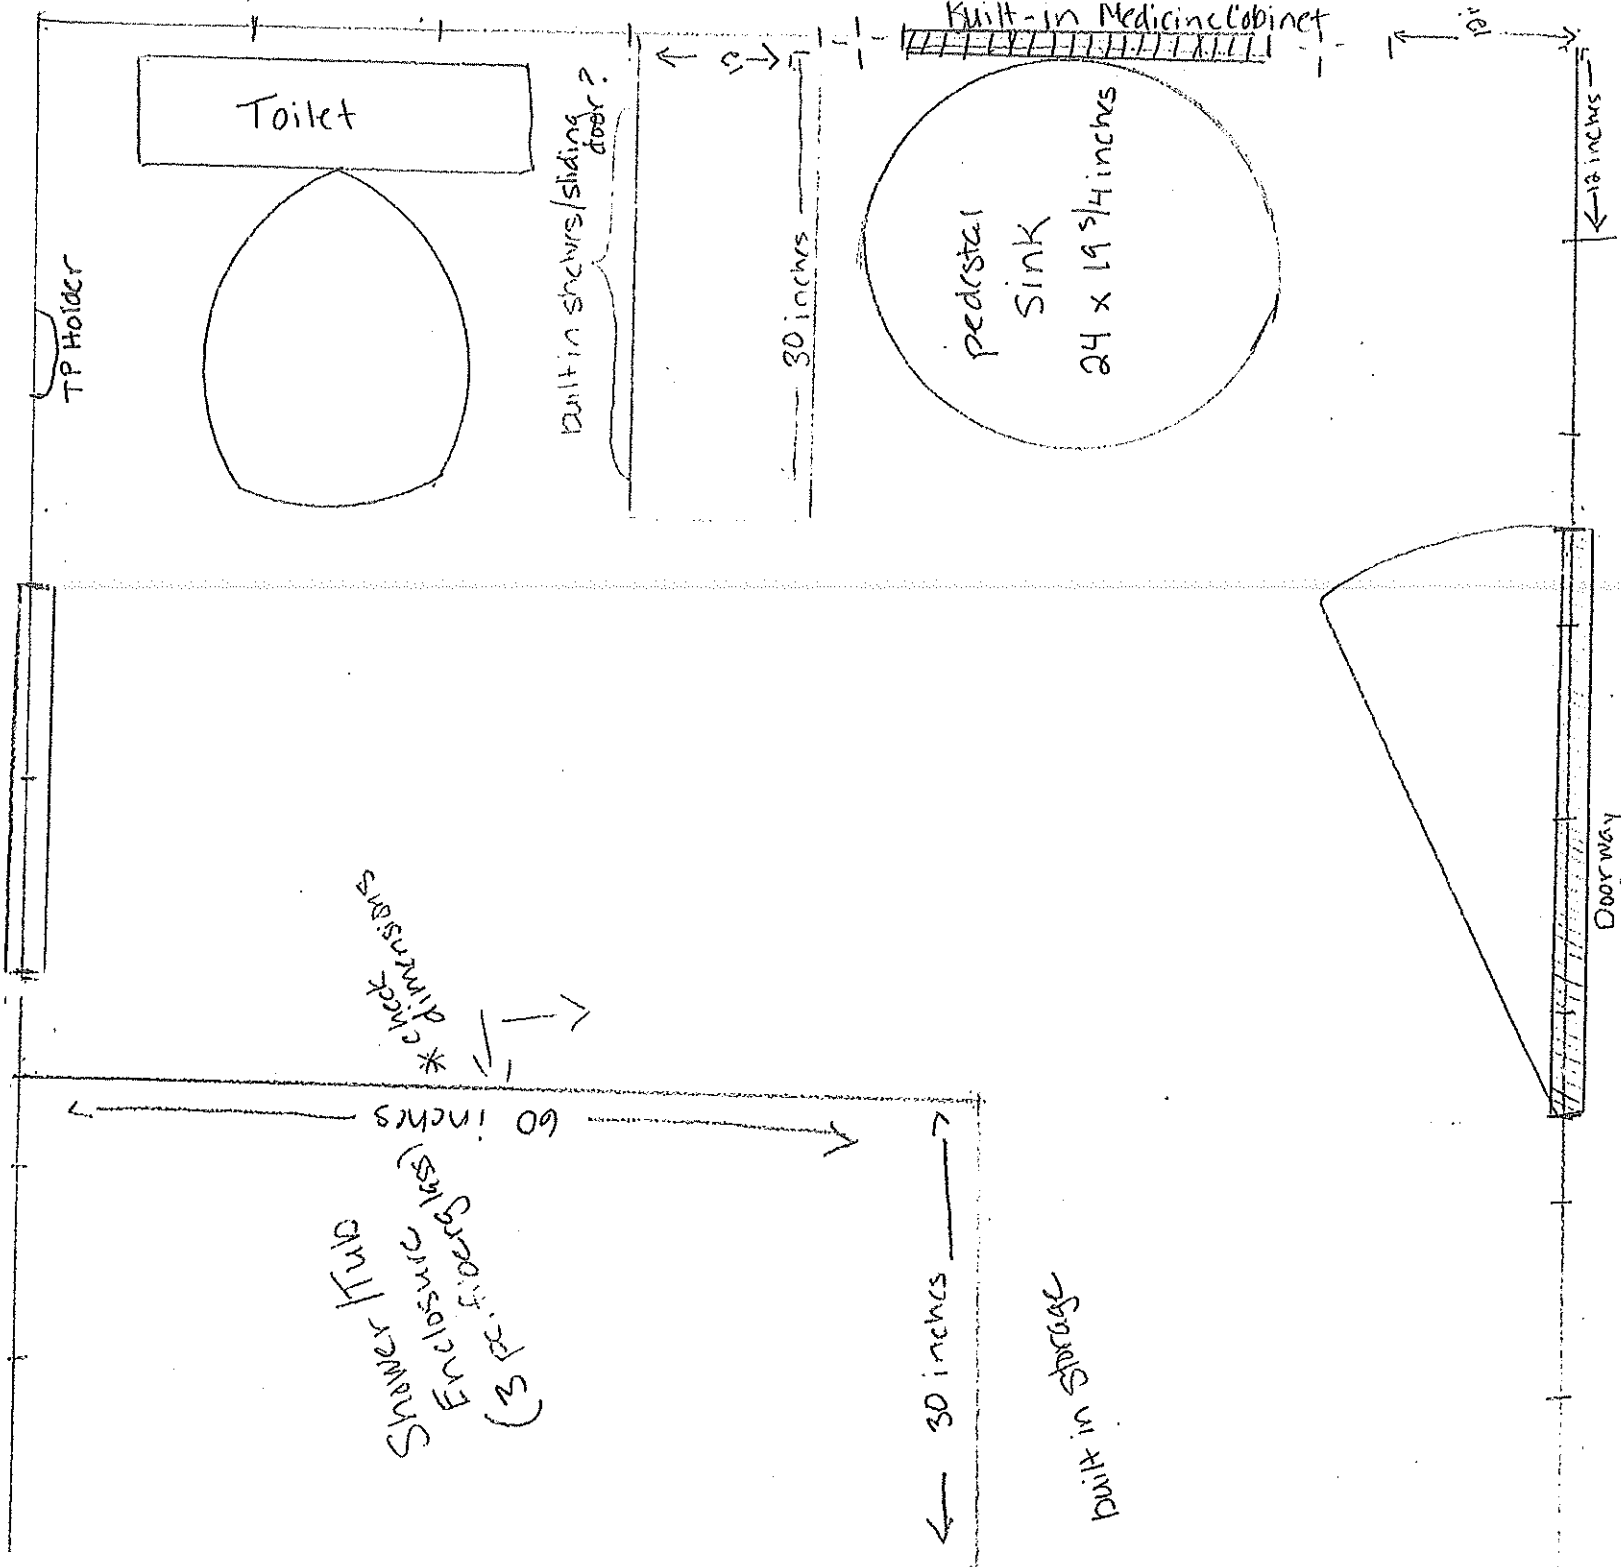 Built-in Medicine Cabinet
12"
12 inches
Toilet
TP Holder
built in shelves/sliding
door?
30 inches
pedestal
Sink
24 x 19 3/4 inches
* check
dimensions
60 inches
Shower/Tub
Enclosure
(3 pc. fiberglass)
30 inches
built in Storage
Doorway